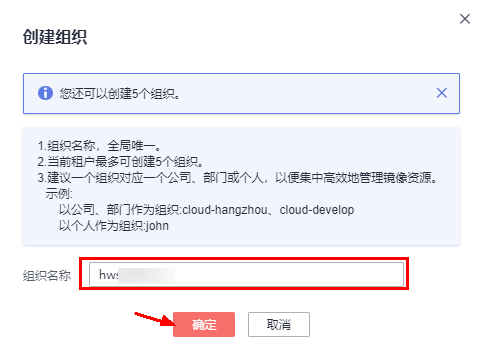 创建组织
您还可以创建5个组织。
1.组织名称，全局唯一。
2.当前租户最多可创建5个组织。
3.建议一个组织对应一个公司、部门或个人，以便集中高效地管理镜像资源。
示例:
以公司、部门作为组织:cloud-hangzhou、cloud-develop
以个人作为组织:john
组织名称
确定 取消